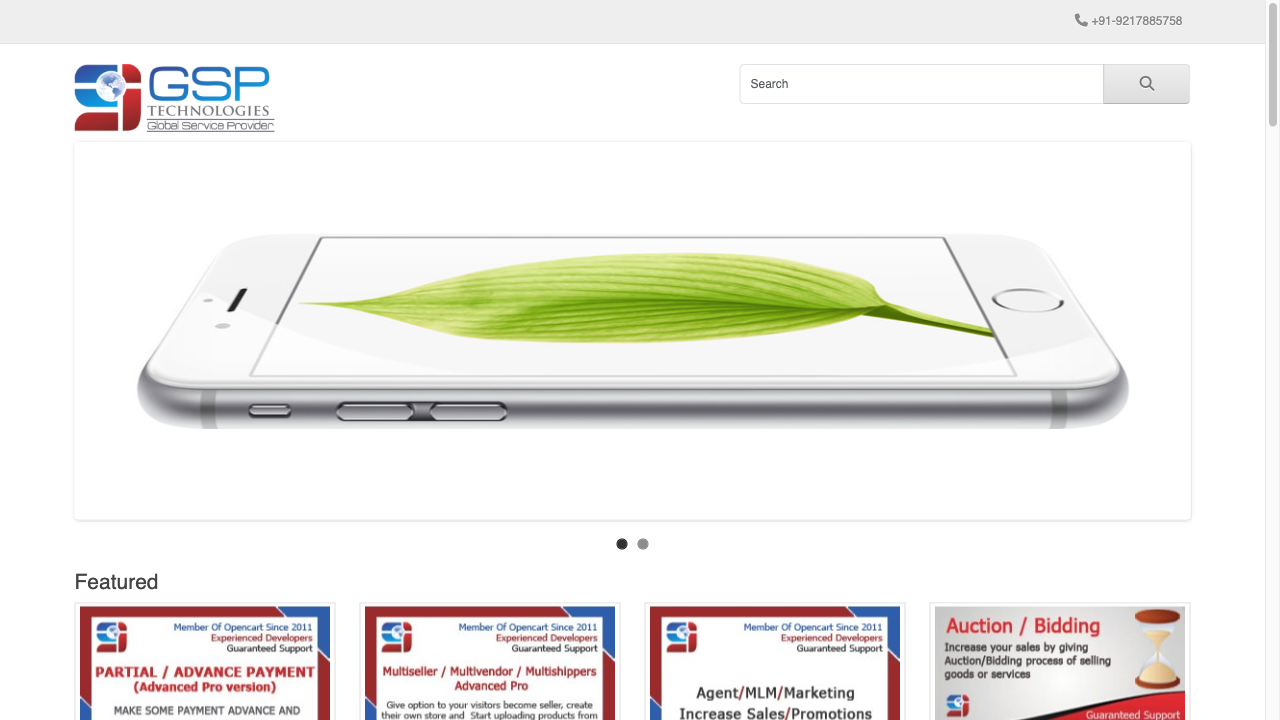 +91-9217885758
GSP
TECHNOLOGIES
Global Service Provider
Search
Featured
Member Of Opencart Since 2011
Experienced Developers
Guaranteed Support
PARTIAL / ADVANCE PAYMENT
(Advanced Pro version)
MAKE SOME PAYMENT ADVANCE AND
Member Of Opencart Since 2011
Experienced Developers
Guaranteed Support
Multiseller / Multivendor / Multishippers
Advanced Pro
Give option to your visitors become seller, create
their own store and Start uploading products from
Member Of Opencart Since 2011
Experienced Developers
Guaranteed Support
Agent/MLM/Marketing
Increase Sales/Promotions
Auction / Bidding
Increase your sales by giving
Auction/Bidding process of selling
goods or services
Guaranteed Support